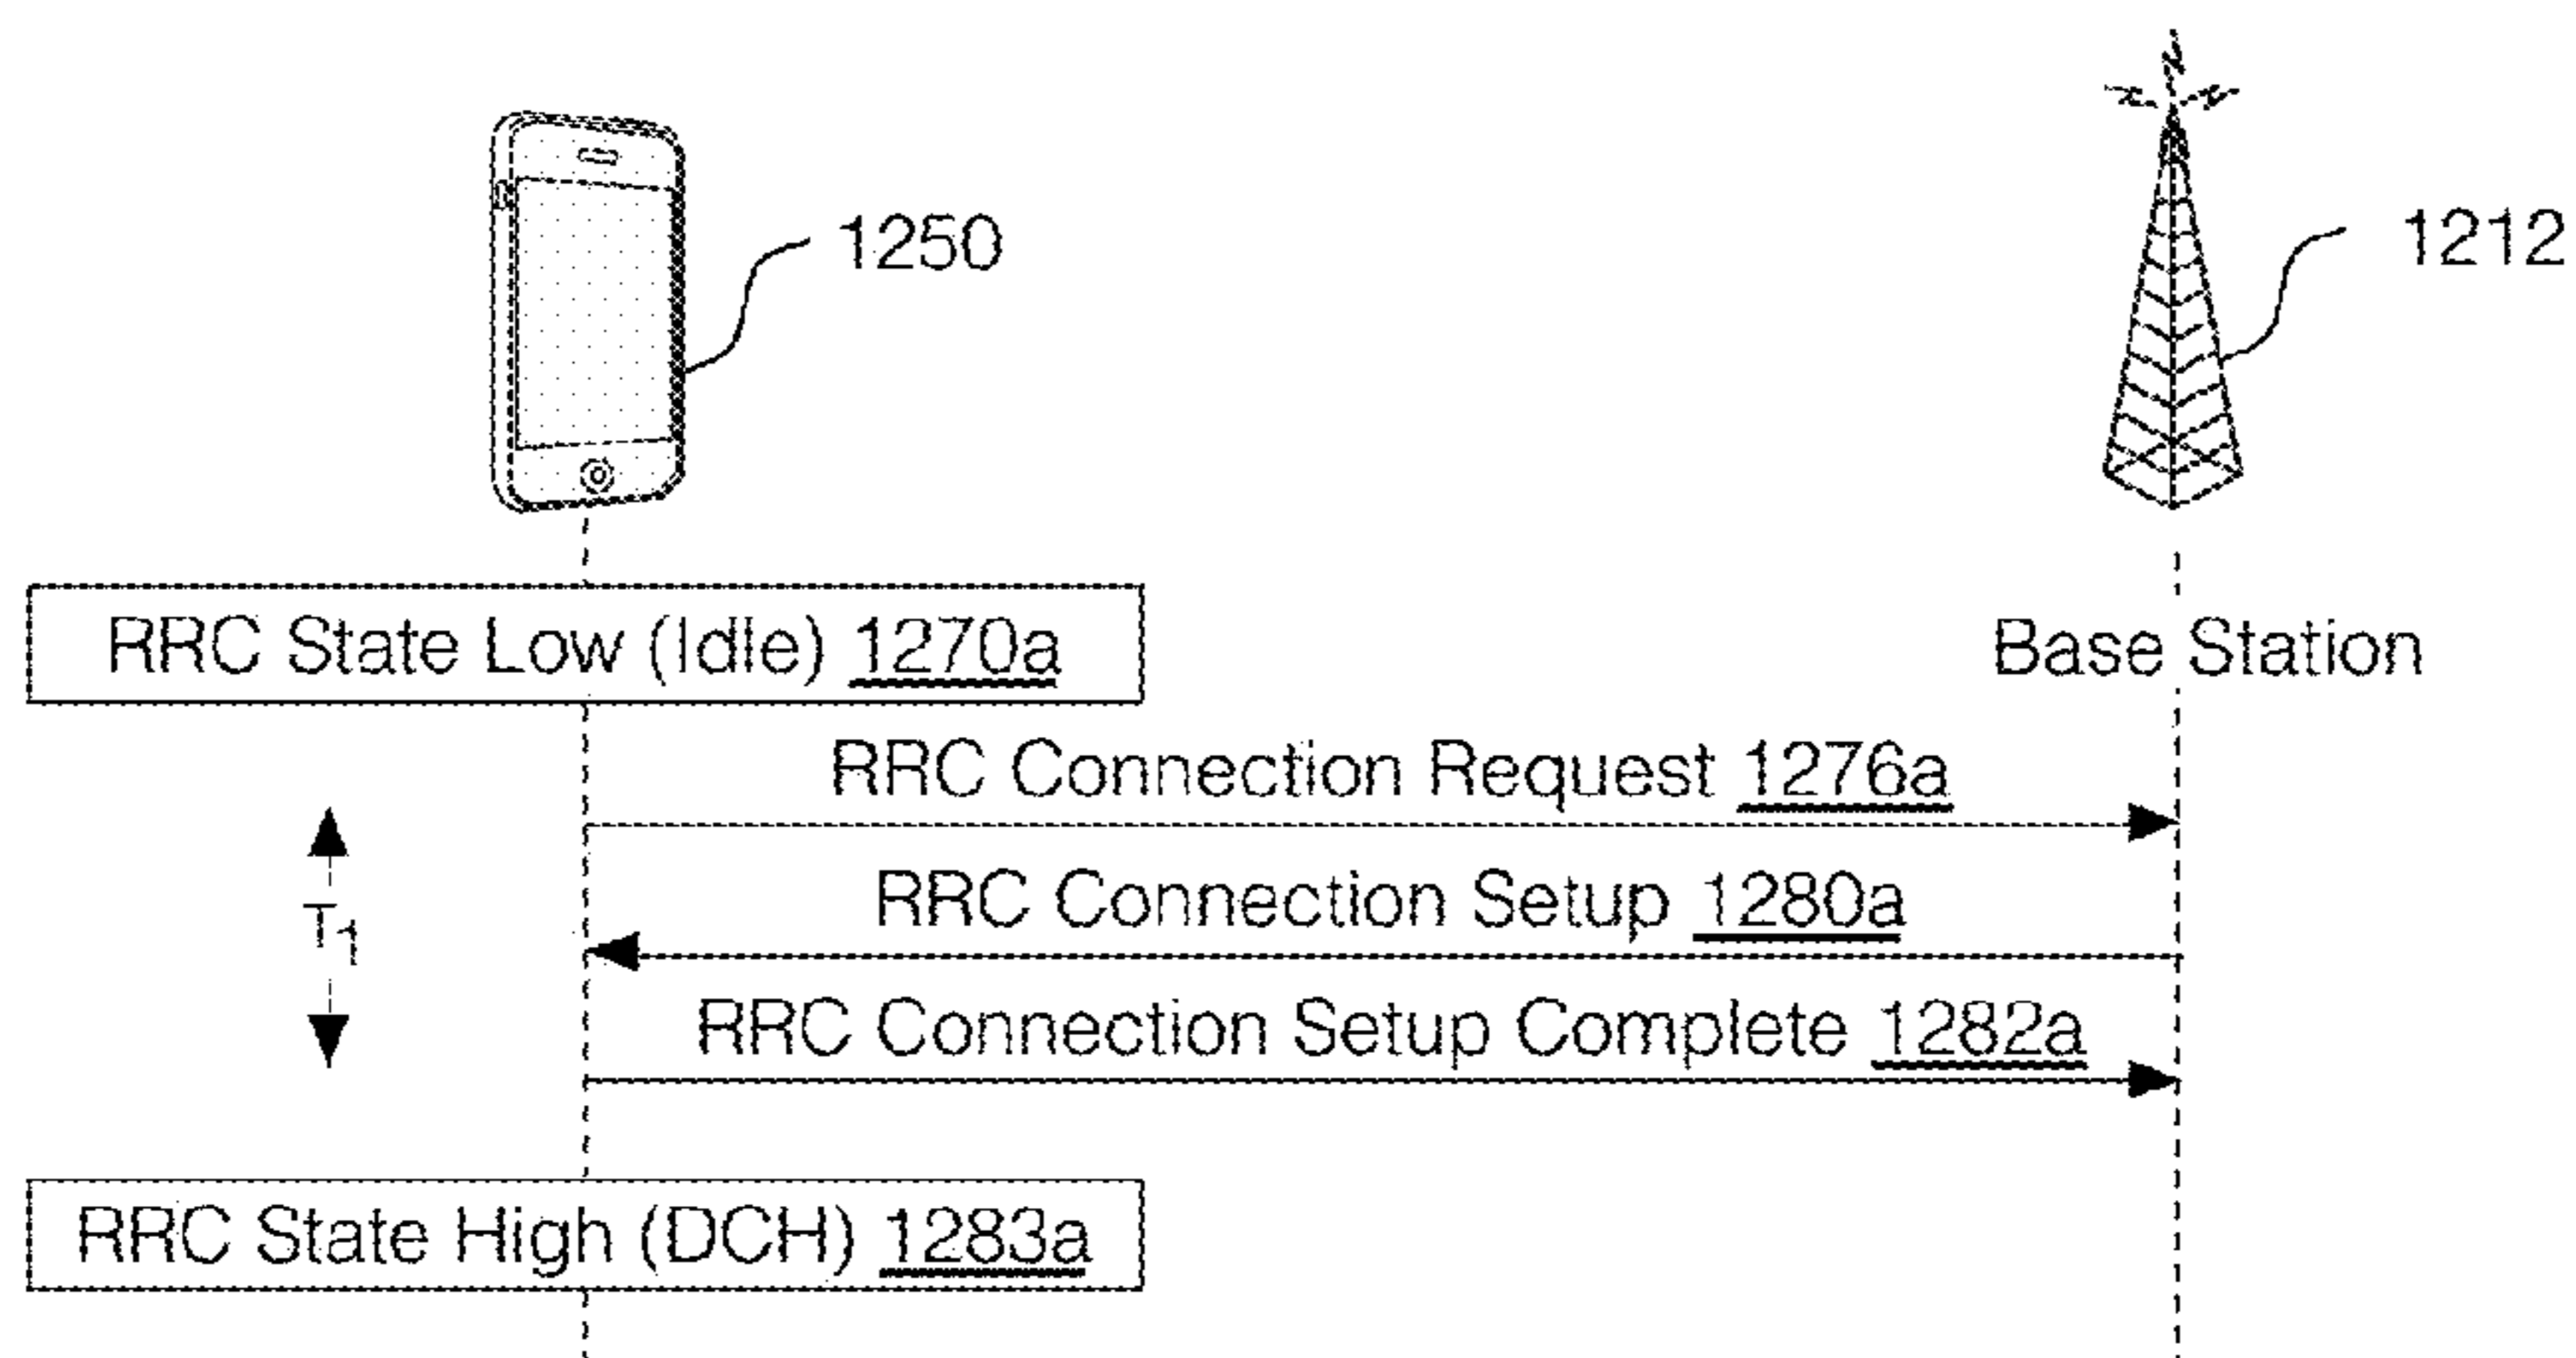 1250
1212
RRC State Low (Idle) 1270a
Base Station
RRC Connection Request 1276a
RRC Connection Setup 1280a
T1
RRC Connection Setup Complete 1282a
RRC State High (DCH) 1283a